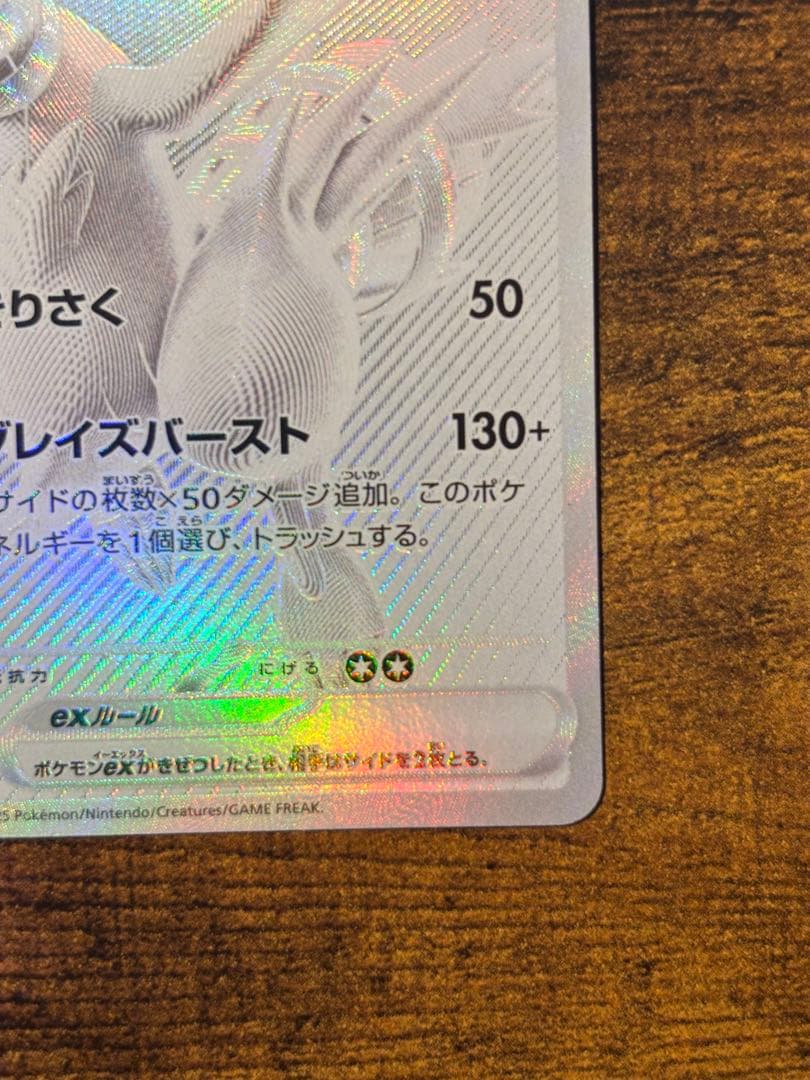 きりさく 50
ブレイズバースト 130+
サイドの枚数×50ダメージ追加。このポケ
ネルギーを1個選び、トラッシュする。
抗力 にげる
exルール
ポケモンexがきぜつしたとき、相手はサイドを2枚とる。
25 Pokémon/Nintendo/Creatures/GAME FREAK.